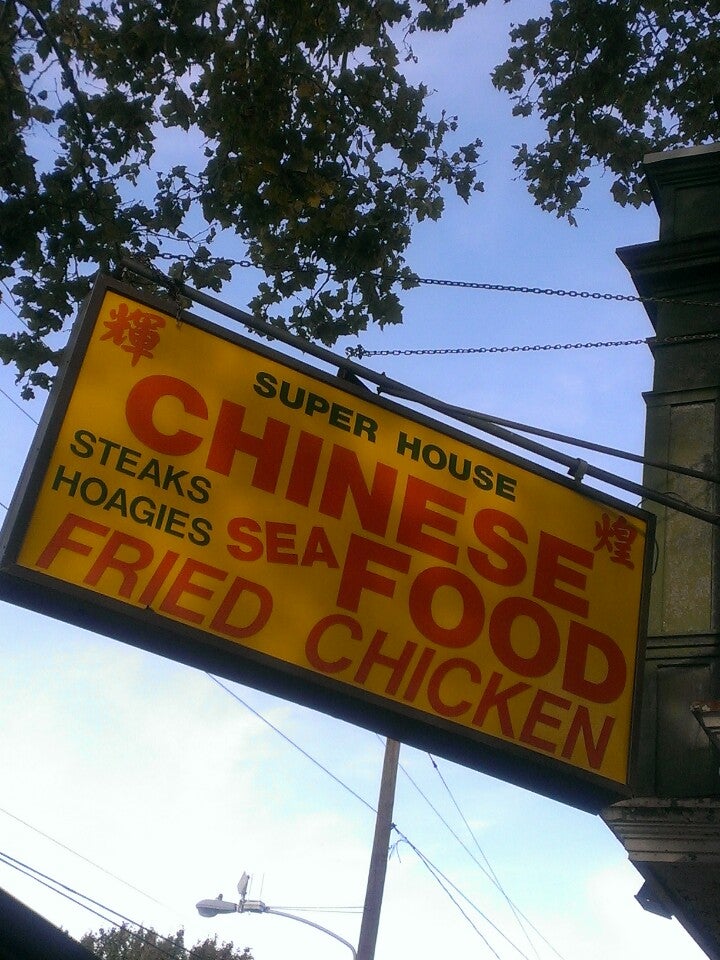 輝 煌
SUPER HOUSE
CHINESE
STEAKS
HOAGIES
SEA FOOD
FRIED CHICKEN